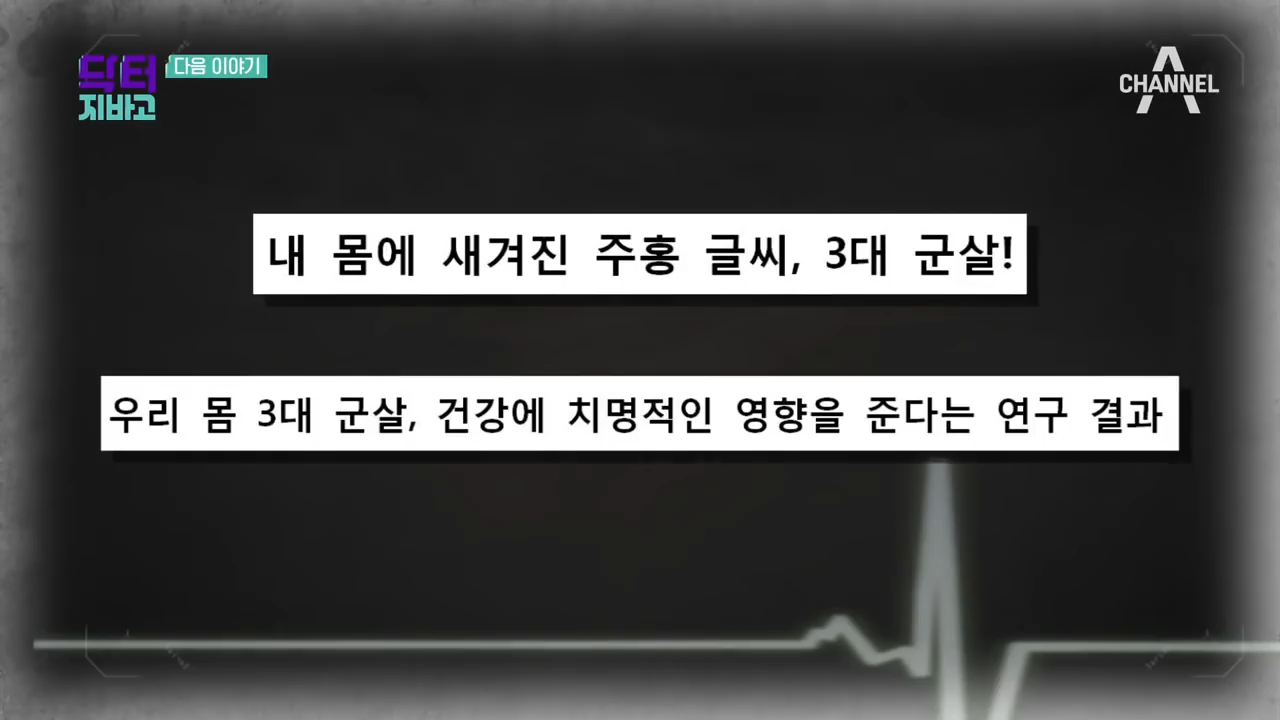 닥터
지바고
다음 이야기
CHANNEL A
내 몸에 새겨진 주홍 글씨, 3대 군살!
우리 몸 3대 군살, 건강에 치명적인 영향을 준다는 연구 결과